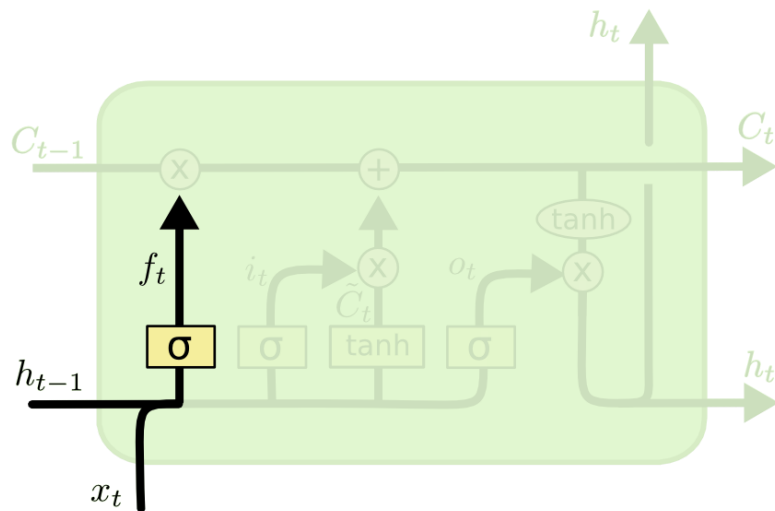 h_t
C_{t-1}
C_t
x
+
tanh
f_t
i_t
x
o_t
x
C̃_t
σ
σ
tanh
σ
h_{t-1}
h_t
x_t